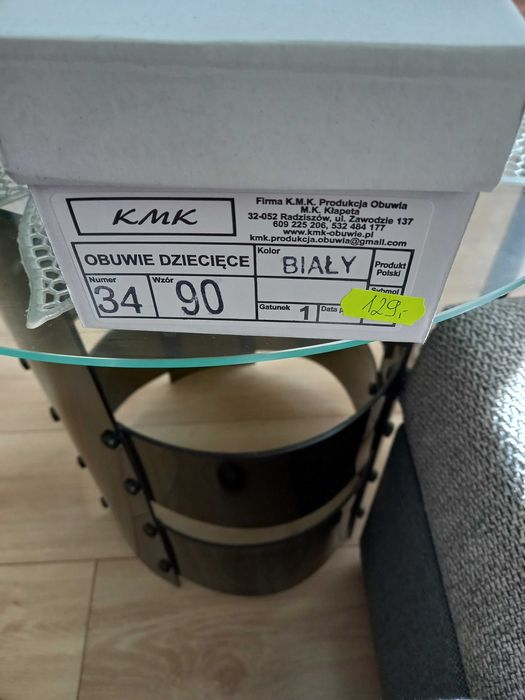 KMK
Firma K.M.K. Produkcja Obuwia
M.K. Kłapeta
32-052 Radziszów, ul. Zawodzie 137
609 225 206, 532 484 177
www.kmk-obuwie.pl
kmk.produkcja.obuwia@gmail.com
OBUWIE DZIECIĘCE
Kolor
BIAŁY
Produkt
Polski
Numer
34
Wzór
90
Symbol
Gatunek
1
Data
129,-